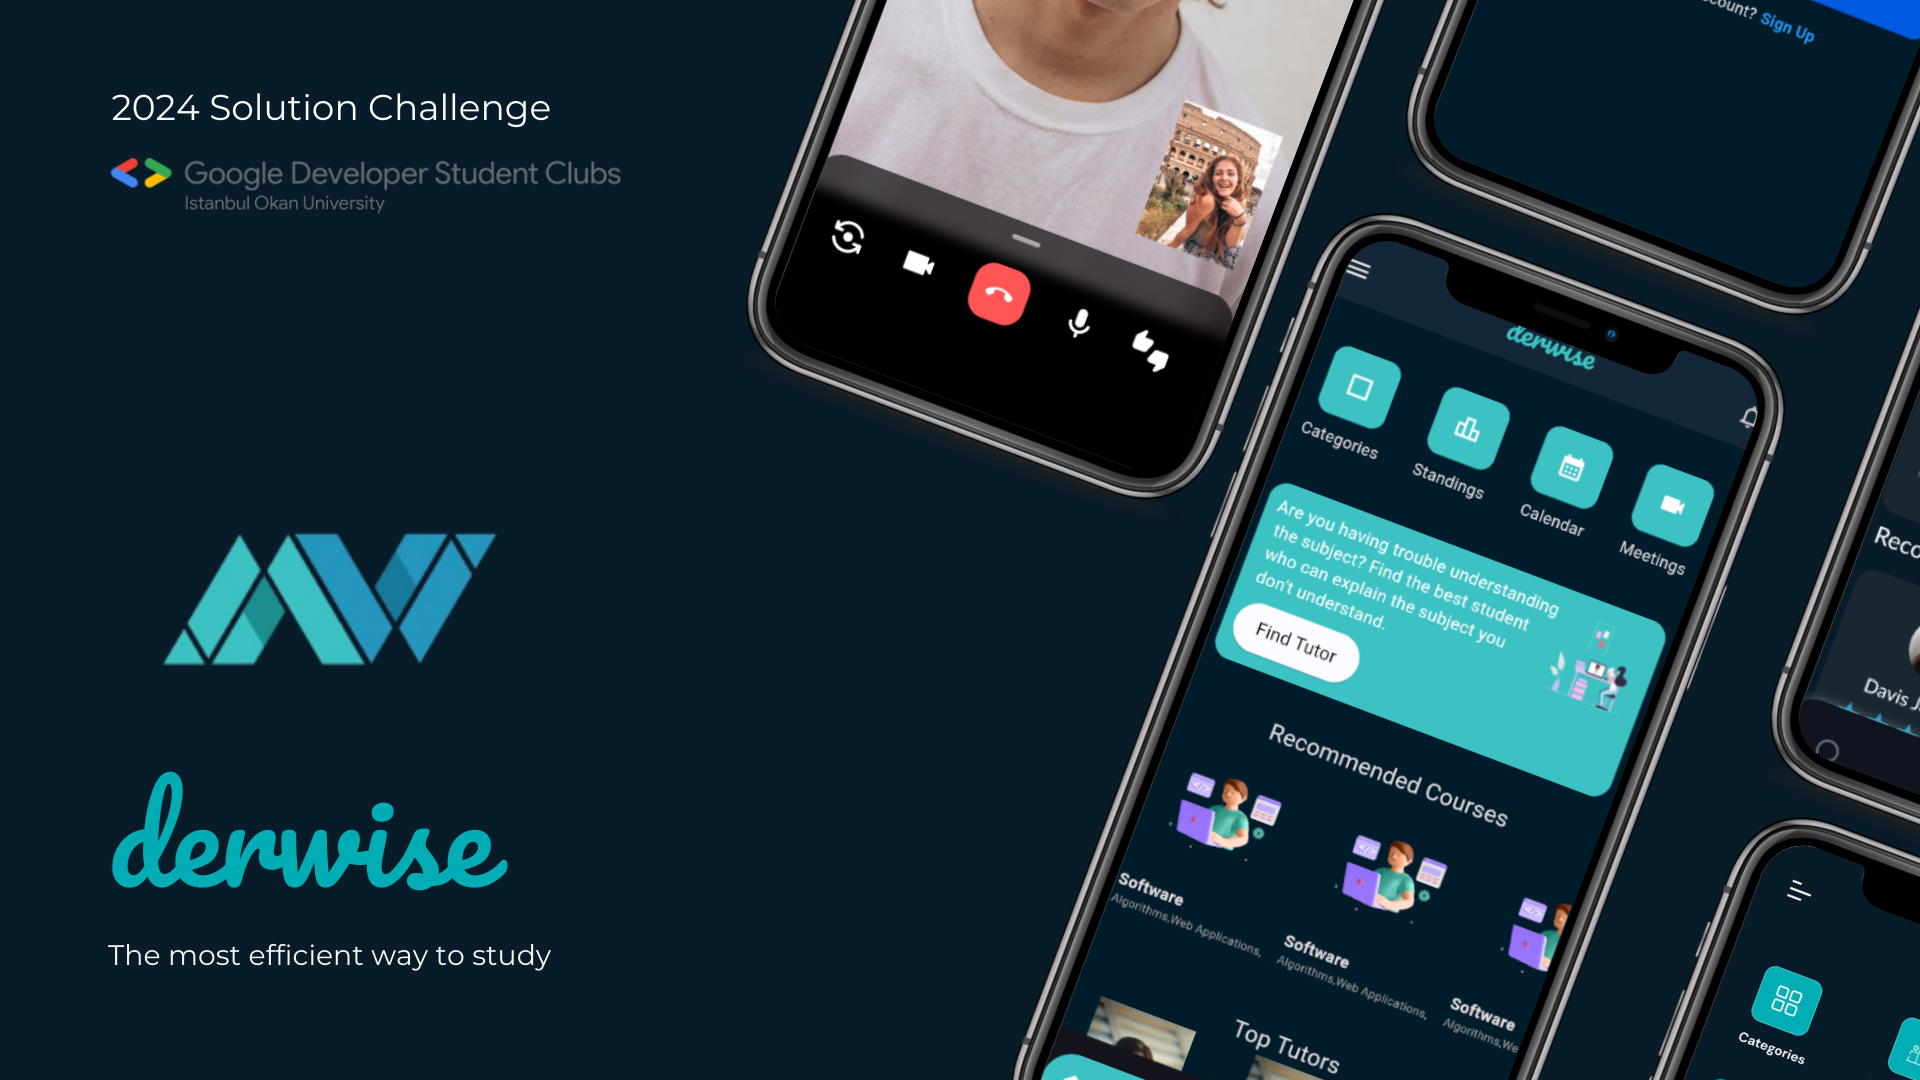 2024 Solution Challenge
Google Developer Student Clubs
Istanbul Okan University
derwise
The most efficient way to study
count? Sign Up
derwise
Categories
Standings
Calendar
Meetings
Are you having trouble understanding
the subject? Find the best student
who can explain the subject you
don't understand.
Find Tutor
Recommended Courses
Software
Algorithms,Web Applications,
Software
Algorithms,Web Applications,
Software
Algorithms,We
Top Tutors
Reco
Davis J
Categories